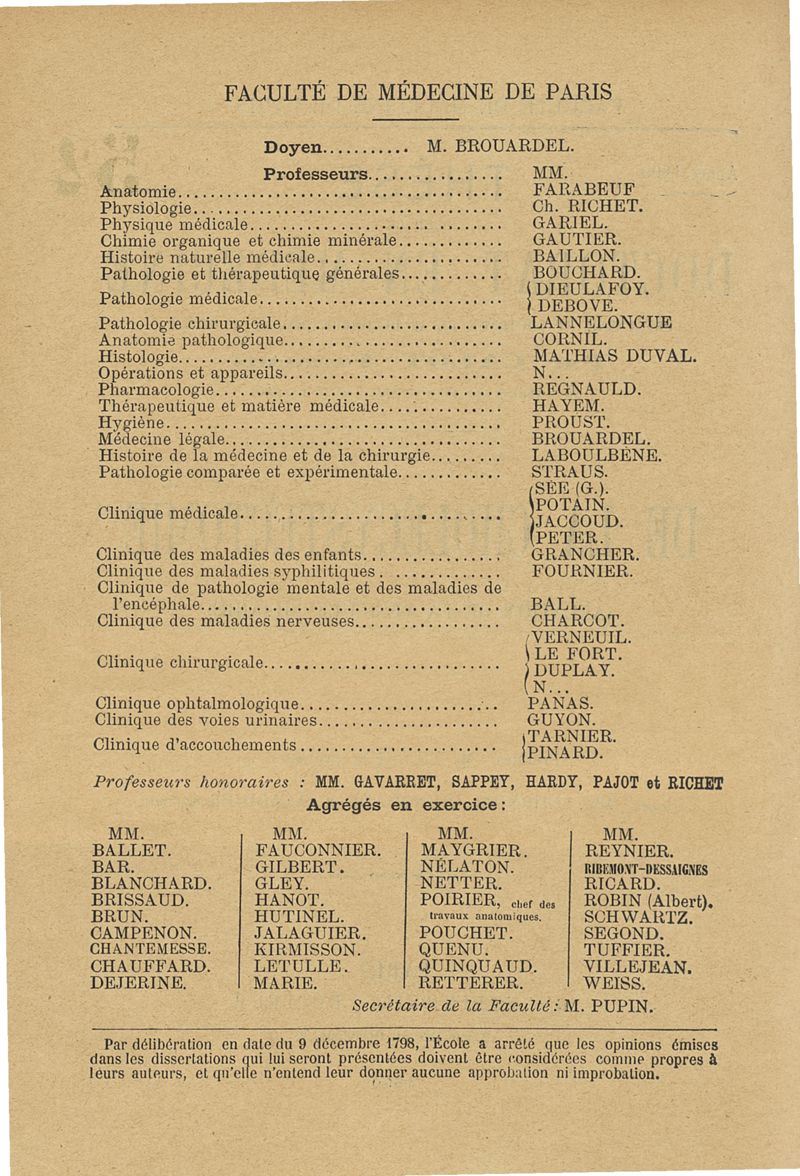 FACULTÉ DE MÉDECINE DE PARIS
Doyen........... M. BROUARDEL.
Professeurs................ MM.
Anatomie....................................... FARABEUF
Physiologie..................................... Ch. RICHET.
Physique médicale............................... GARIEL.
Chimie organique et chimie minérale............. GAUTIER.
Histoire naturelle médicale....................... BAILLON.
Pathologie et thérapeutique générales............ BOUCHARD.
Pathologie médicale.............................. { DIEULAFOY.
{ DEBOVE.
Pathologie chirurgicale........................... LANNELONGUE
Anatomie pathologique........................... CORNIL.
Histologie....................................... MATHIAS DUVAL.
Opérations et appareils........................... N...
Pharmacologie................................... REGNAULD.
Thérapeutique et matière médicale............... HAYEM.
Hygiène......................................... PROUST.
Médecine légale.................................. BROUARDEL.
Histoire de la médecine et de la chirurgie......... LABOULBÈNE.
Pathologie comparée et expérimentale............. STRAUS.
Clinique médicale................................ { SÉE (G.).
POTAIN.
JACCOUD.
PETER.
Clinique des maladies des enfants................. GRANCHER.
Clinique des maladies syphilitiques . ............. FOURNIER.
Clinique de pathologie mentale et des maladies de
l'encéphale..................................... BALL.
Clinique des maladies nerveuses.................. CHARCOT.
Clinique chirurgicale............................. { VERNEUIL.
LE FORT.
DUPLAY.
N...
Clinique ophtalmologique........................ PANAS.
Clinique des voies urinaires...................... GUYON.
Clinique d'accouchements ........................ { TARNIER.
PINARD.
Professeurs honoraires : MM. GAVARRET, SAPPEY, HARDY, PAJOT et RICHET
Agrégés en exercice :
MM.
BALLET.
BAR.
BLANCHARD.
BRISSAUD.
BRUN.
CAMPENON.
CHANTEMESSE.
CHAUFFARD.
DEJERINE.
MM.
FAUCONNIER.
GILBERT.
GLEY.
HANOT.
HUTINEL.
JALAGUIER.
KIRMISSON.
LETULLE.
MARIE.
MM.
MAYGRIER.
NÉLATON.
NETTER.
POIRIER, chef des
travaux anatomiques.
POUCHET.
QUENU.
QUINQUAUD.
RETTERER.
MM.
REYNIER.
RIBEMONT-DESSAIGNES
RICARD.
ROBIN (Albert).
SCHWARTZ.
SEGOND.
TUFFIER.
VILLEJEAN.
WEISS.
Secrétaire de la Faculté : M. PUPIN.
Par délibération en date du 9 décembre 1798, l'École a arrêté que les opinions émises
dans les dissertations qui lui seront présentées doivent être considérées comme propres à
leurs auteurs, et qu'elle n'entend leur donner aucune approbation ni improbation.